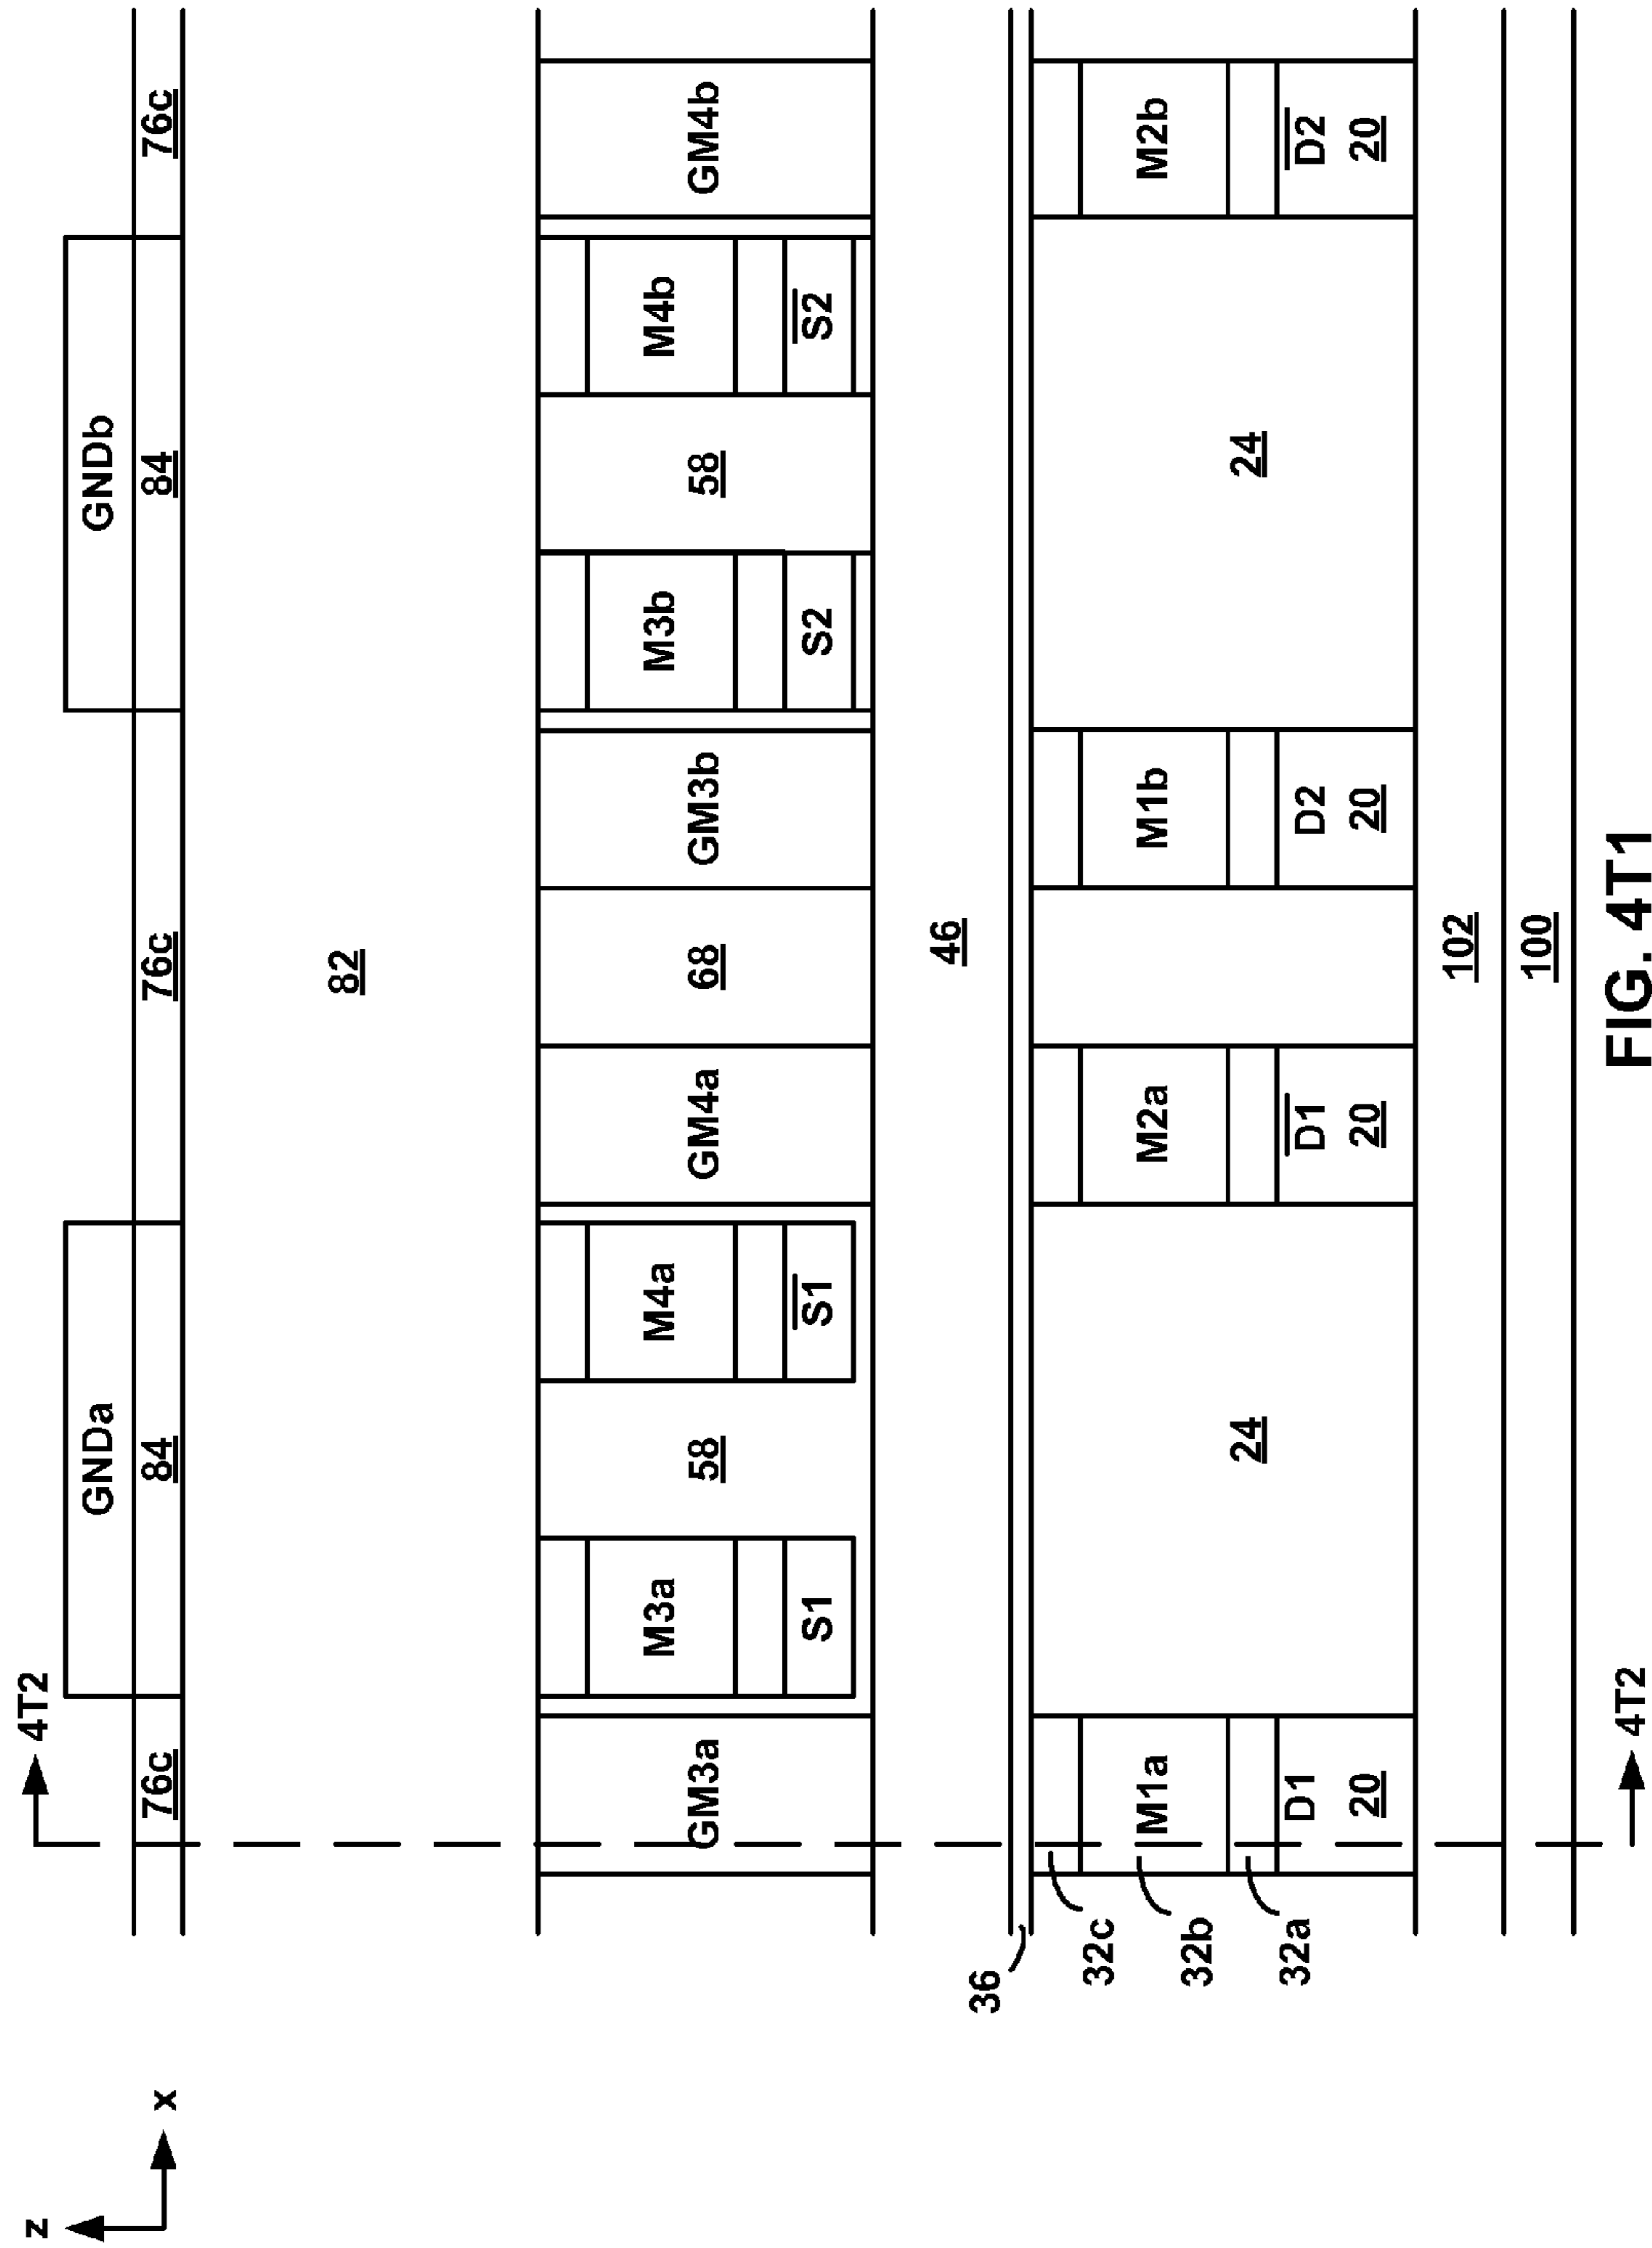 z
4T2
GNDa GNDb
x
76c 84 76c 84 76c
82
M3a M4a M3b M4b
GM3a 58 GM4a 68 GM3b 58 GM4b
S1 S̅1̅ S2 S̅2̅
46
36
32c
M1a M2a M1b M2b
32b
24 24
32a
D1 D̅1̅ D2 D̅2̅
20 20 20 20
102
100
4T2
FIG. 4T1